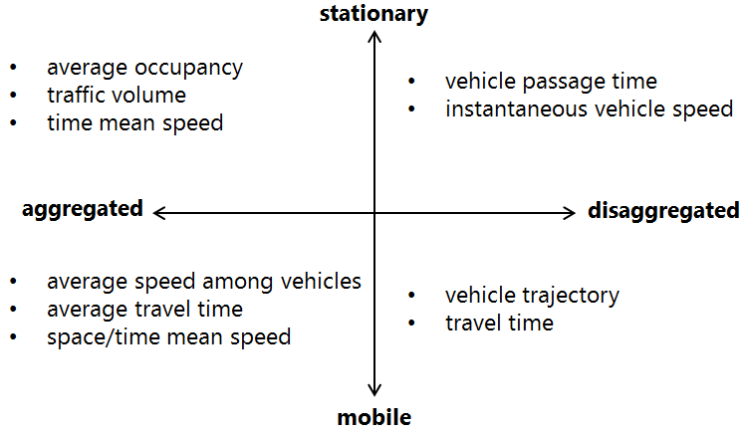 stationary
• average occupancy
• traffic volume
• time mean speed
• vehicle passage time
• instantaneous vehicle speed
aggregated
disaggregated
• average speed among vehicles
• average travel time
• space/time mean speed
• vehicle trajectory
• travel time
mobile